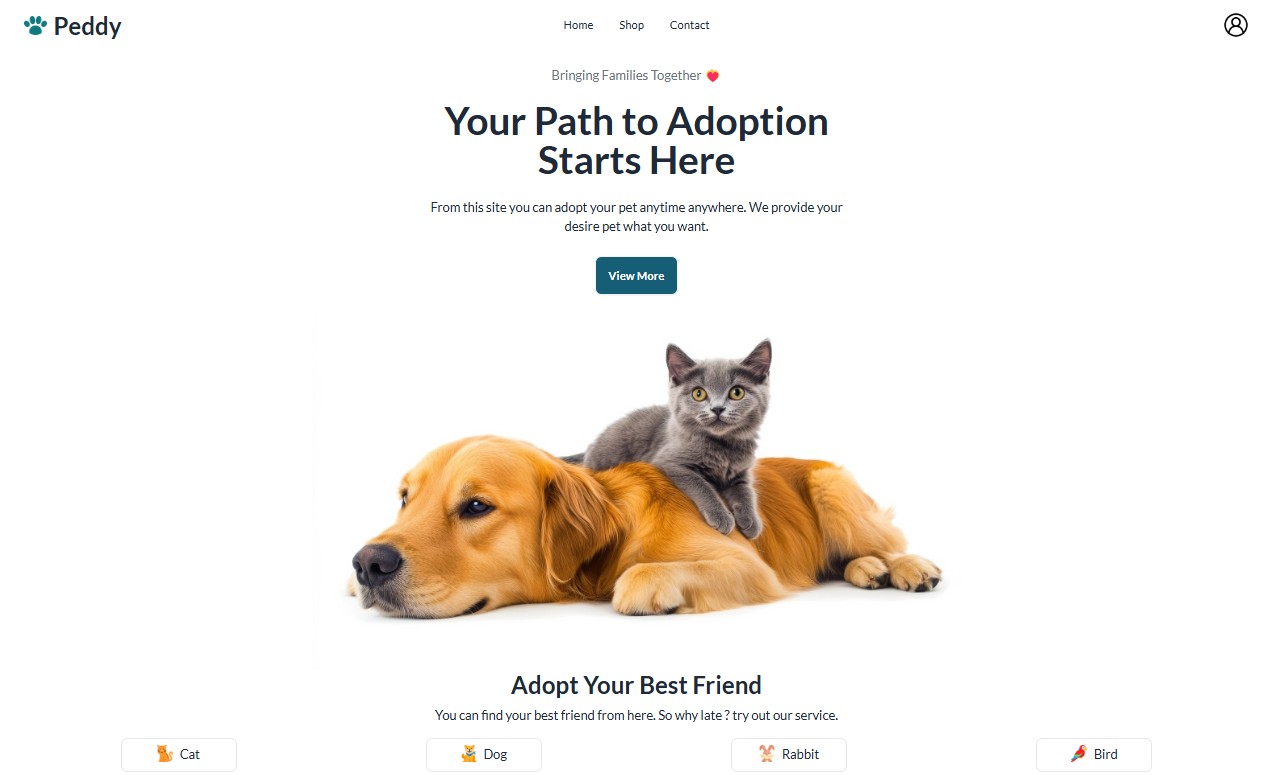 Peddy
Home Shop Contact
Bringing Families Together
Your Path to Adoption
Starts Here
From this site you can adopt your pet anytime anywhere. We provide your
desire pet what you want.
View More
Adopt Your Best Friend
You can find your best friend from here. So why late ? try out our service.
Cat Dog Rabbit Bird